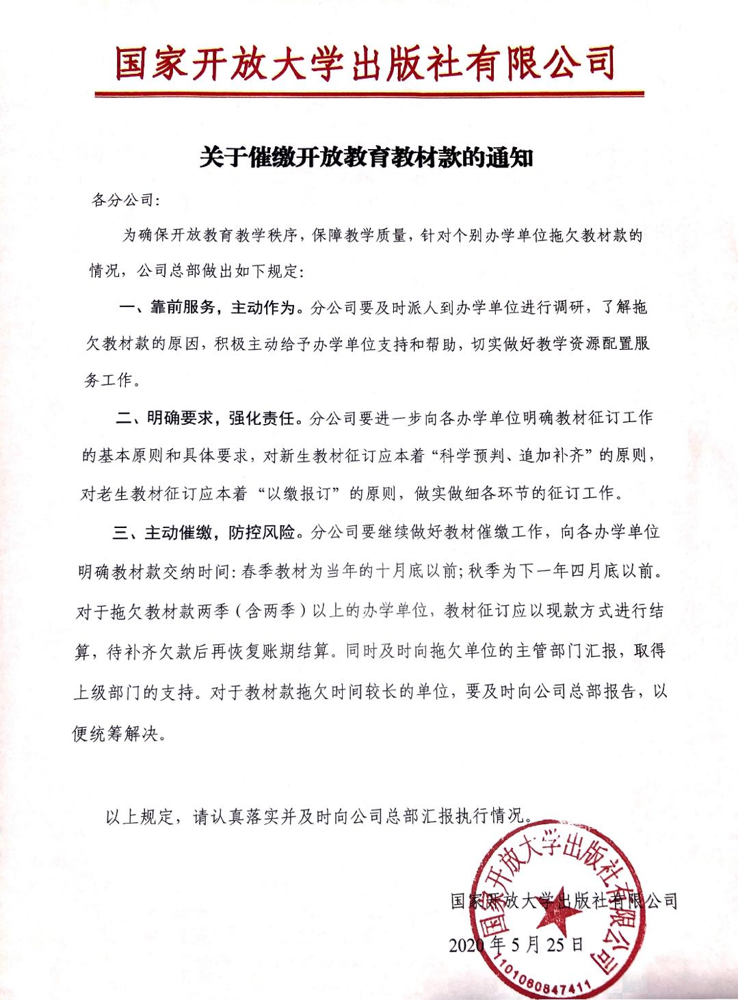 国家开放大学出版社有限公司
关于催缴开放教育教材款的通知
各分公司:
为确保开放教育教学秩序，保障教学质量，针对个别办学单位拖欠教材款的
情况，公司总部做出如下规定:
一、靠前服务，主动作为。分公司要及时派人到办学单位进行调研，了解拖
欠教材款的原因，积极主动给予办学单位支持和帮助，切实做好教学资源配置服
务工作。
二、明确要求，强化责任。分公司要进一步向各办学单位明确教材征订工作
的基本原则和具体要求，对新生教材征订应本着“科学预判、追加补齐”的原则，
对老生教材征订应本着“以缴报订”的原则，做实做细各环节的征订工作。
三、主动催缴，防控风险。分公司要继续做好教材催缴工作，向各办学单位
明确教材款交纳时间:春季教材为当年的十月底以前;秋季为下一年四月底以前。
对于拖欠教材款两季(含两季)以上的办学单位，教材征订应以现款方式进行结
算，待补齐欠款后再恢复账期结算。同时及时向拖欠单位的主管部门汇报，取得
上级部门的支持。对于教材款拖欠时间较长的单位，要及时向公司总部报告，以
便统筹解决。
以上规定，请认真落实并及时向公司总部汇报执行情况。
国家开放大学出版社有限公司
2020年5月25日
国家开放大学出版社有限公司
1101080847411